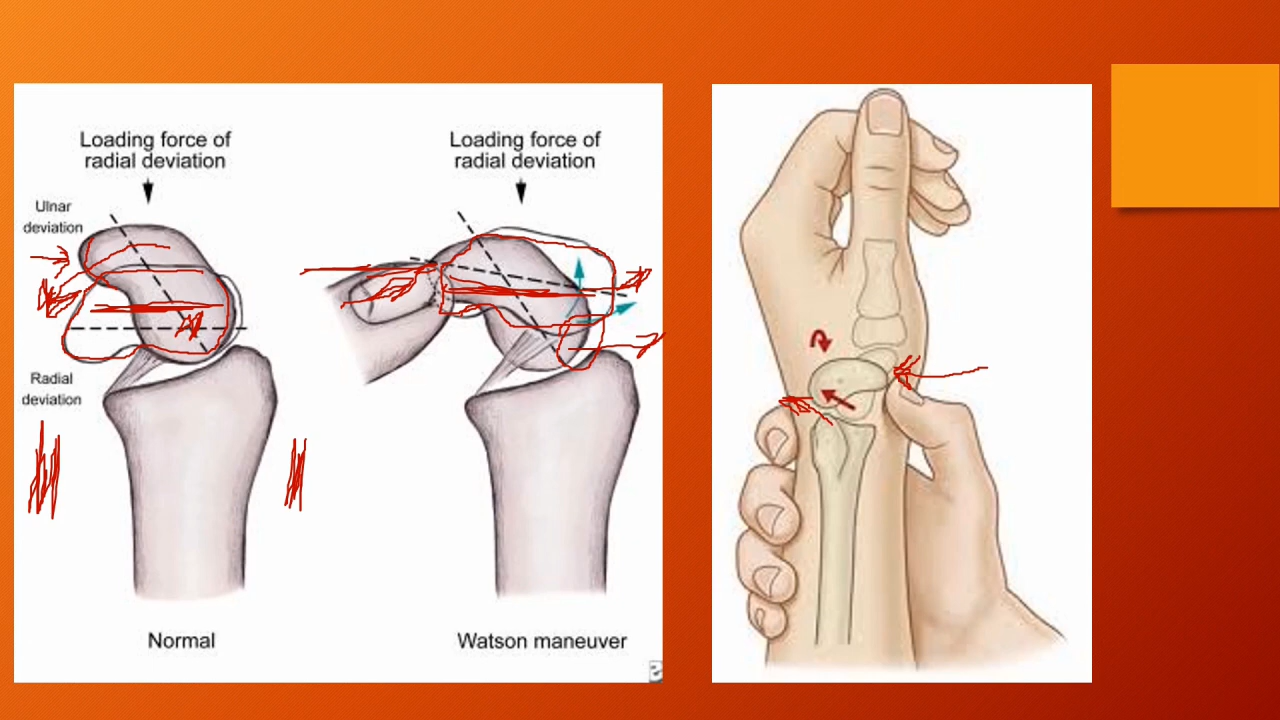 Loading force of
radial deviation
Loading force of
radial deviation
Ulnar
deviation
Radial
deviation
Normal
Watson maneuver